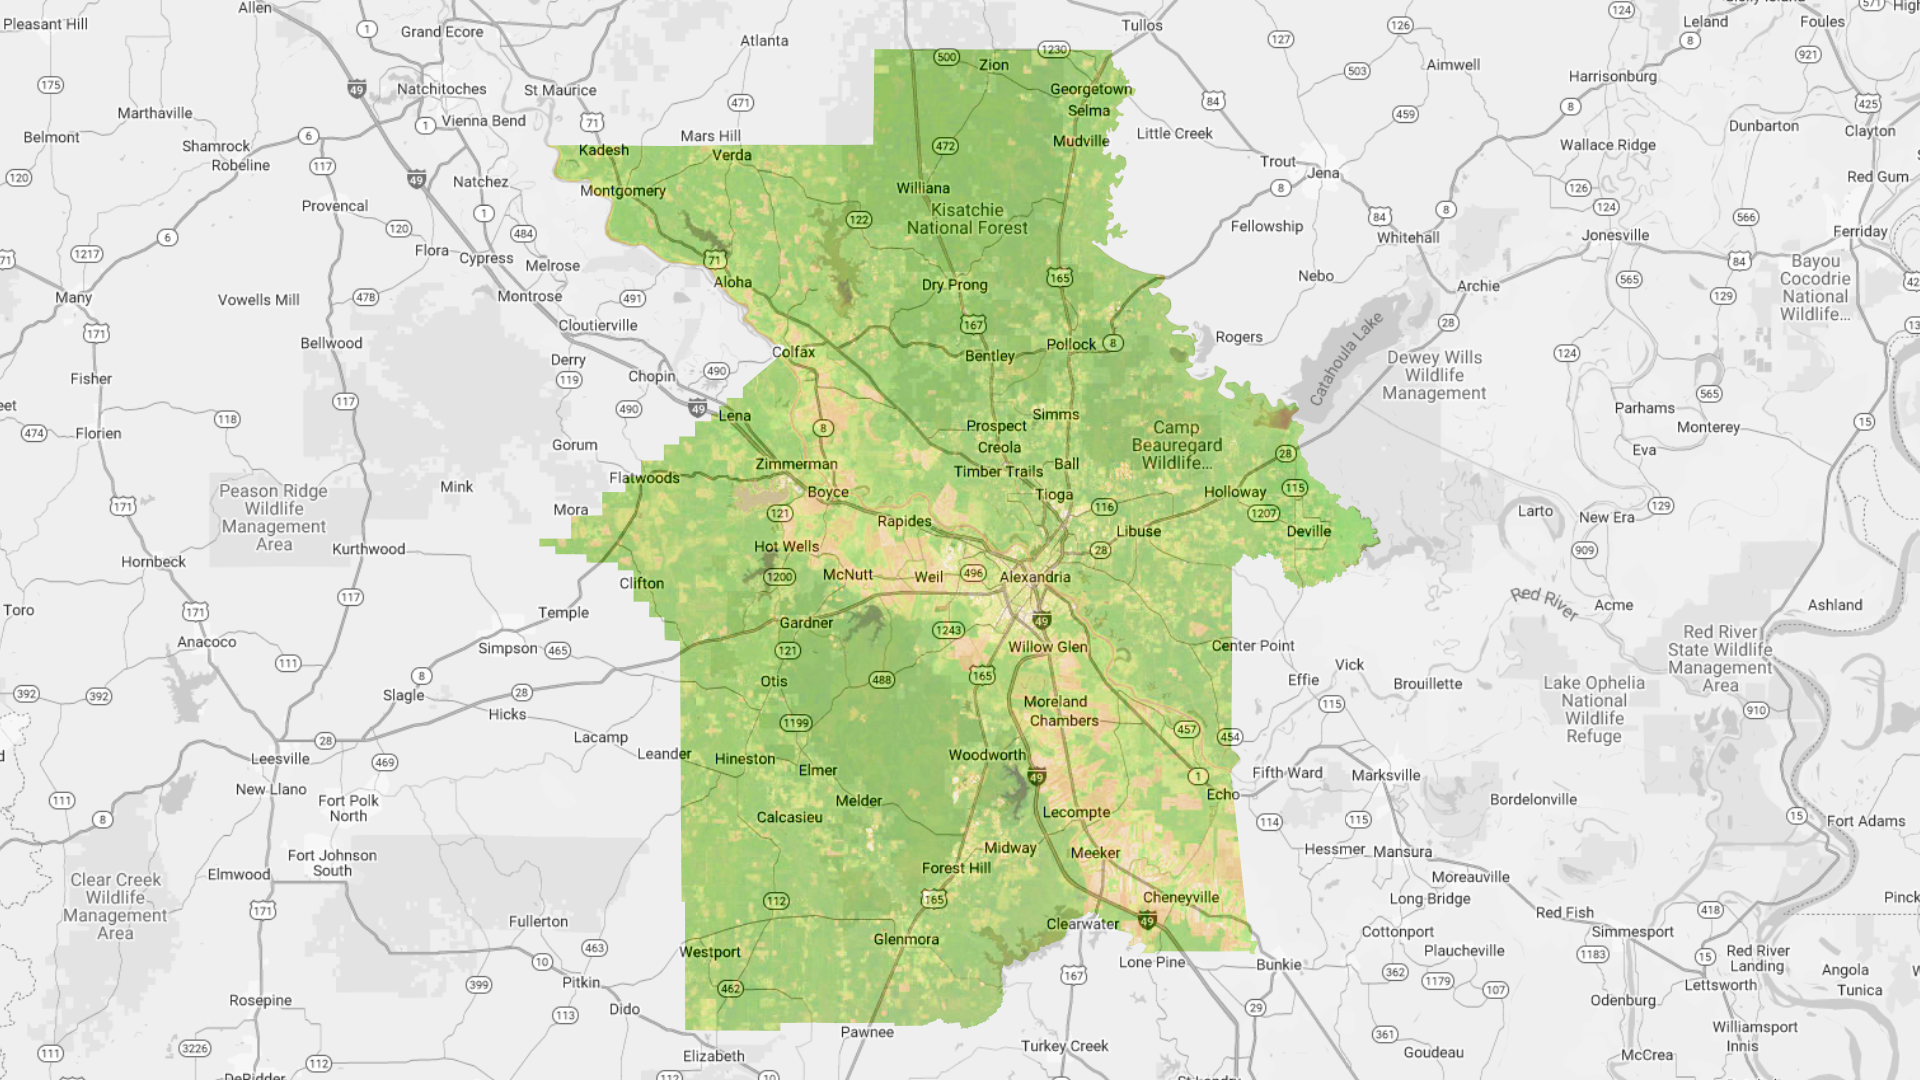 Allen
Pleasant Hill
Grand Ecore
Atlanta
Tullos
Leland
Foules
Aimwell
Harrisonburg
Natchitoches
St Maurice
Zion
Georgetown
Selma
Marthaville
Vienna Bend
Mars Hill
Mudville
Little Creek
Dunbarton
Clayton
Belmont
Shamrock
Robeline
Kadesh
Verda
Wallace Ridge
Trout
Jena
Red Gum
Natchez
Montgomery
Williana
Kisatchie
National Forest
Provencal
Fellowship
Whitehall
Jonesville
Ferriday
Flora
Cypress
Melrose
Aloha
Dry Prong
Nebo
Archie
Bayou
Cocodrie
National
Wildlife...
Many
Vowells Mill
Montrose
Cloutierville
Rogers
Catahoula Lake
Dewey Wills
Wildlife
Management
Bellwood
Derry
Colfax
Bentley
Pollock
Fisher
Chopin
Lena
Simms
Parhams
Monterey
Florien
Gorum
Prospect
Creola
Camp
Beauregard
Wildlife...
Eva
Zimmerman
Timber Trails
Ball
Flatwoods
Mink
Boyce
Tioga
Holloway
Peason Ridge
Wildlife
Management
Area
Mora
Rapides
Libuse
Deville
Larto
New Era
Kurthwood
Hornbeck
Hot Wells
McNutt
Weil
Alexandria
Clifton
Toro
Temple
Gardner
Red River
Acme
Ashland
Anacoco
Simpson
Willow Glen
Center Point
Red River
State Wildlife
Management
Area
Vick
Effie
Brouillette
Otis
Slagle
Hicks
Moreland
Chambers
Lake Ophelia
National
Wildlife
Refuge
Lacamp
Leander
Leesville
Hineston
Elmer
Woodworth
Fifth Ward
Marksville
New Llano
Fort Polk
North
Melder
Calcasieu
Lecompte
Echo
Bordelonville
Fort Adams
Fort Johnson
South
Midway
Meeker
Hessmer
Mansura
Elmwood
Forest Hill
Moreauville
Clear Creek
Wildlife
Management
Area
Cheneyville
Long Bridge
Red Fish
Fullerton
Clearwater
Cottonport
Simmesport
Glenmora
Westport
Lone Pine
Bunkie
Plaucheville
Red River
Landing
Lettsworth
Angola
Tunica
Pitkin
Rosepine
Dido
Odenburg
Pawnee
Williamsport
Innis
Elizabeth
Turkey Creek
Goudeau
McCrea
DeRidder